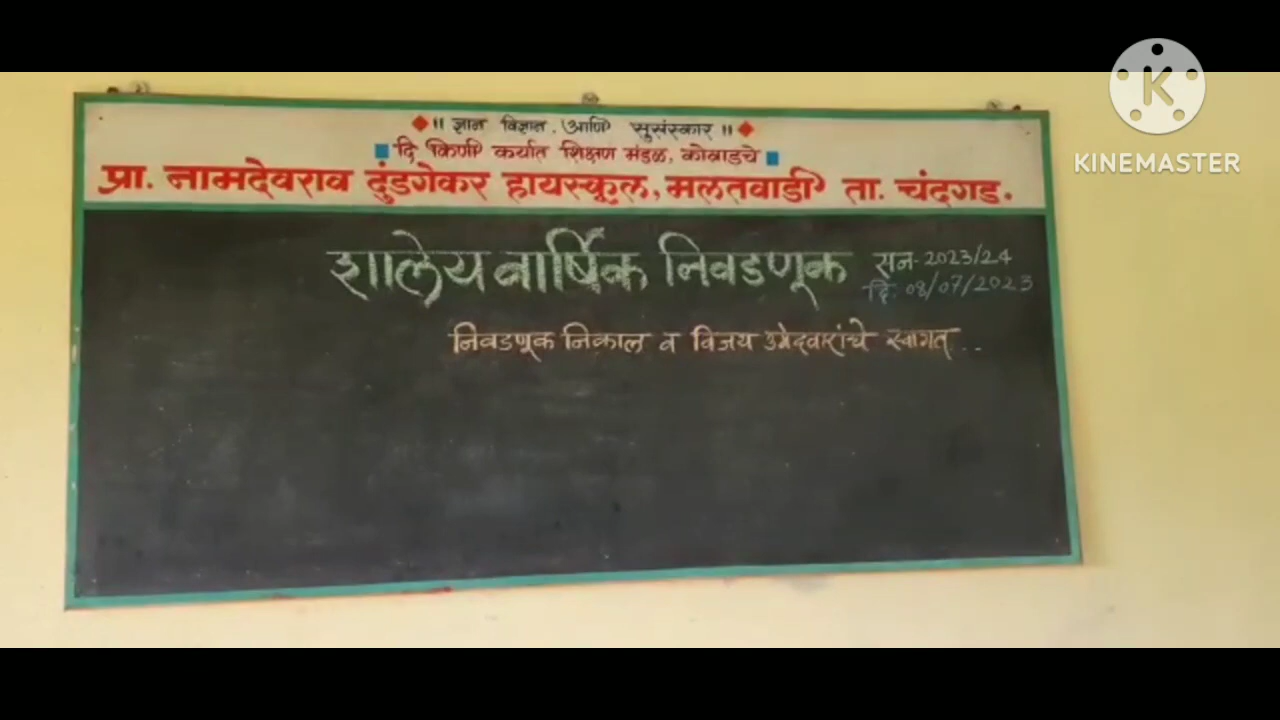 ॥ ज्ञान विज्ञान. आणि सुसंस्कार ॥
दि किणी कर्यात शिक्षण मंडळ, कोवाडचे
प्रा. नामदेवराव दुंडगेकर हायस्कूल, मलतवाडी ता. चंदगड.
शालेय वार्षिक निवडणूक सन-2023/24
दि. 08/07/2023
निवडणूक निकाल व विजय उमेदवारांचे स्वागत..
KINEMASTER